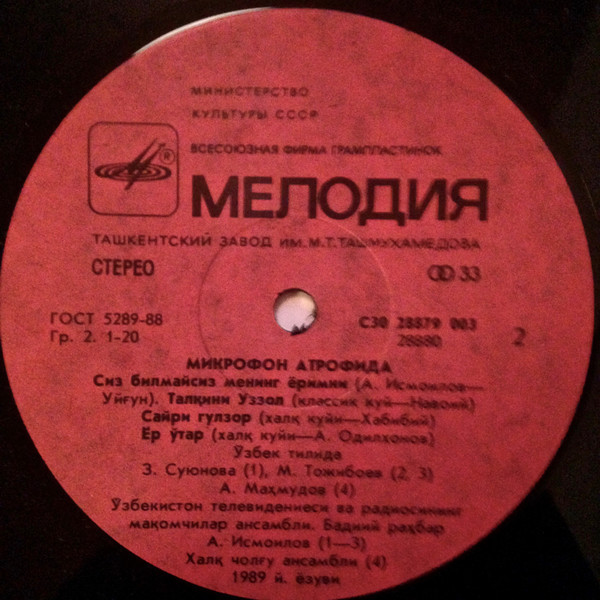 МИНИСТЕРСТВО
КУЛЬТУРЫ СССР
ВСЕСОЮЗНАЯ ФИРМА ГРАМПЛАСТИНОК
®
МЕЛОДИЯ
ТАШКЕНТСКИЙ ЗАВОД ИМ. М.Т. ТАШМУХАМЕДОВА
СТЕРЕО
33
ГОСТ 5289-88
Гр. 2. 1-20
С30 28879 003
28880
2
МИКРОФОН АТРОФИДА
Сиз билмайсиз менинг ёримни (А. Исмоилов—
Уйғун). Талқини Уззол (классик куй—Навоий)
Сайри гулзор (халқ куйи—Хабибий)
Ёр ўтар (халқ куйи—А. Одилхонов)
Ўзбек тилида
З. Суюнова (1), М. Тожибоев (2, 3)
А. Маҳмудов (4)
Ўзбекистон телевидениеси ва радиосининг
мақомчилар ансамбли. Бадиий раҳбар
А. Исмоилов (1—3)
Халқ чолғу ансамбли (4)
1989 й. ёзуви